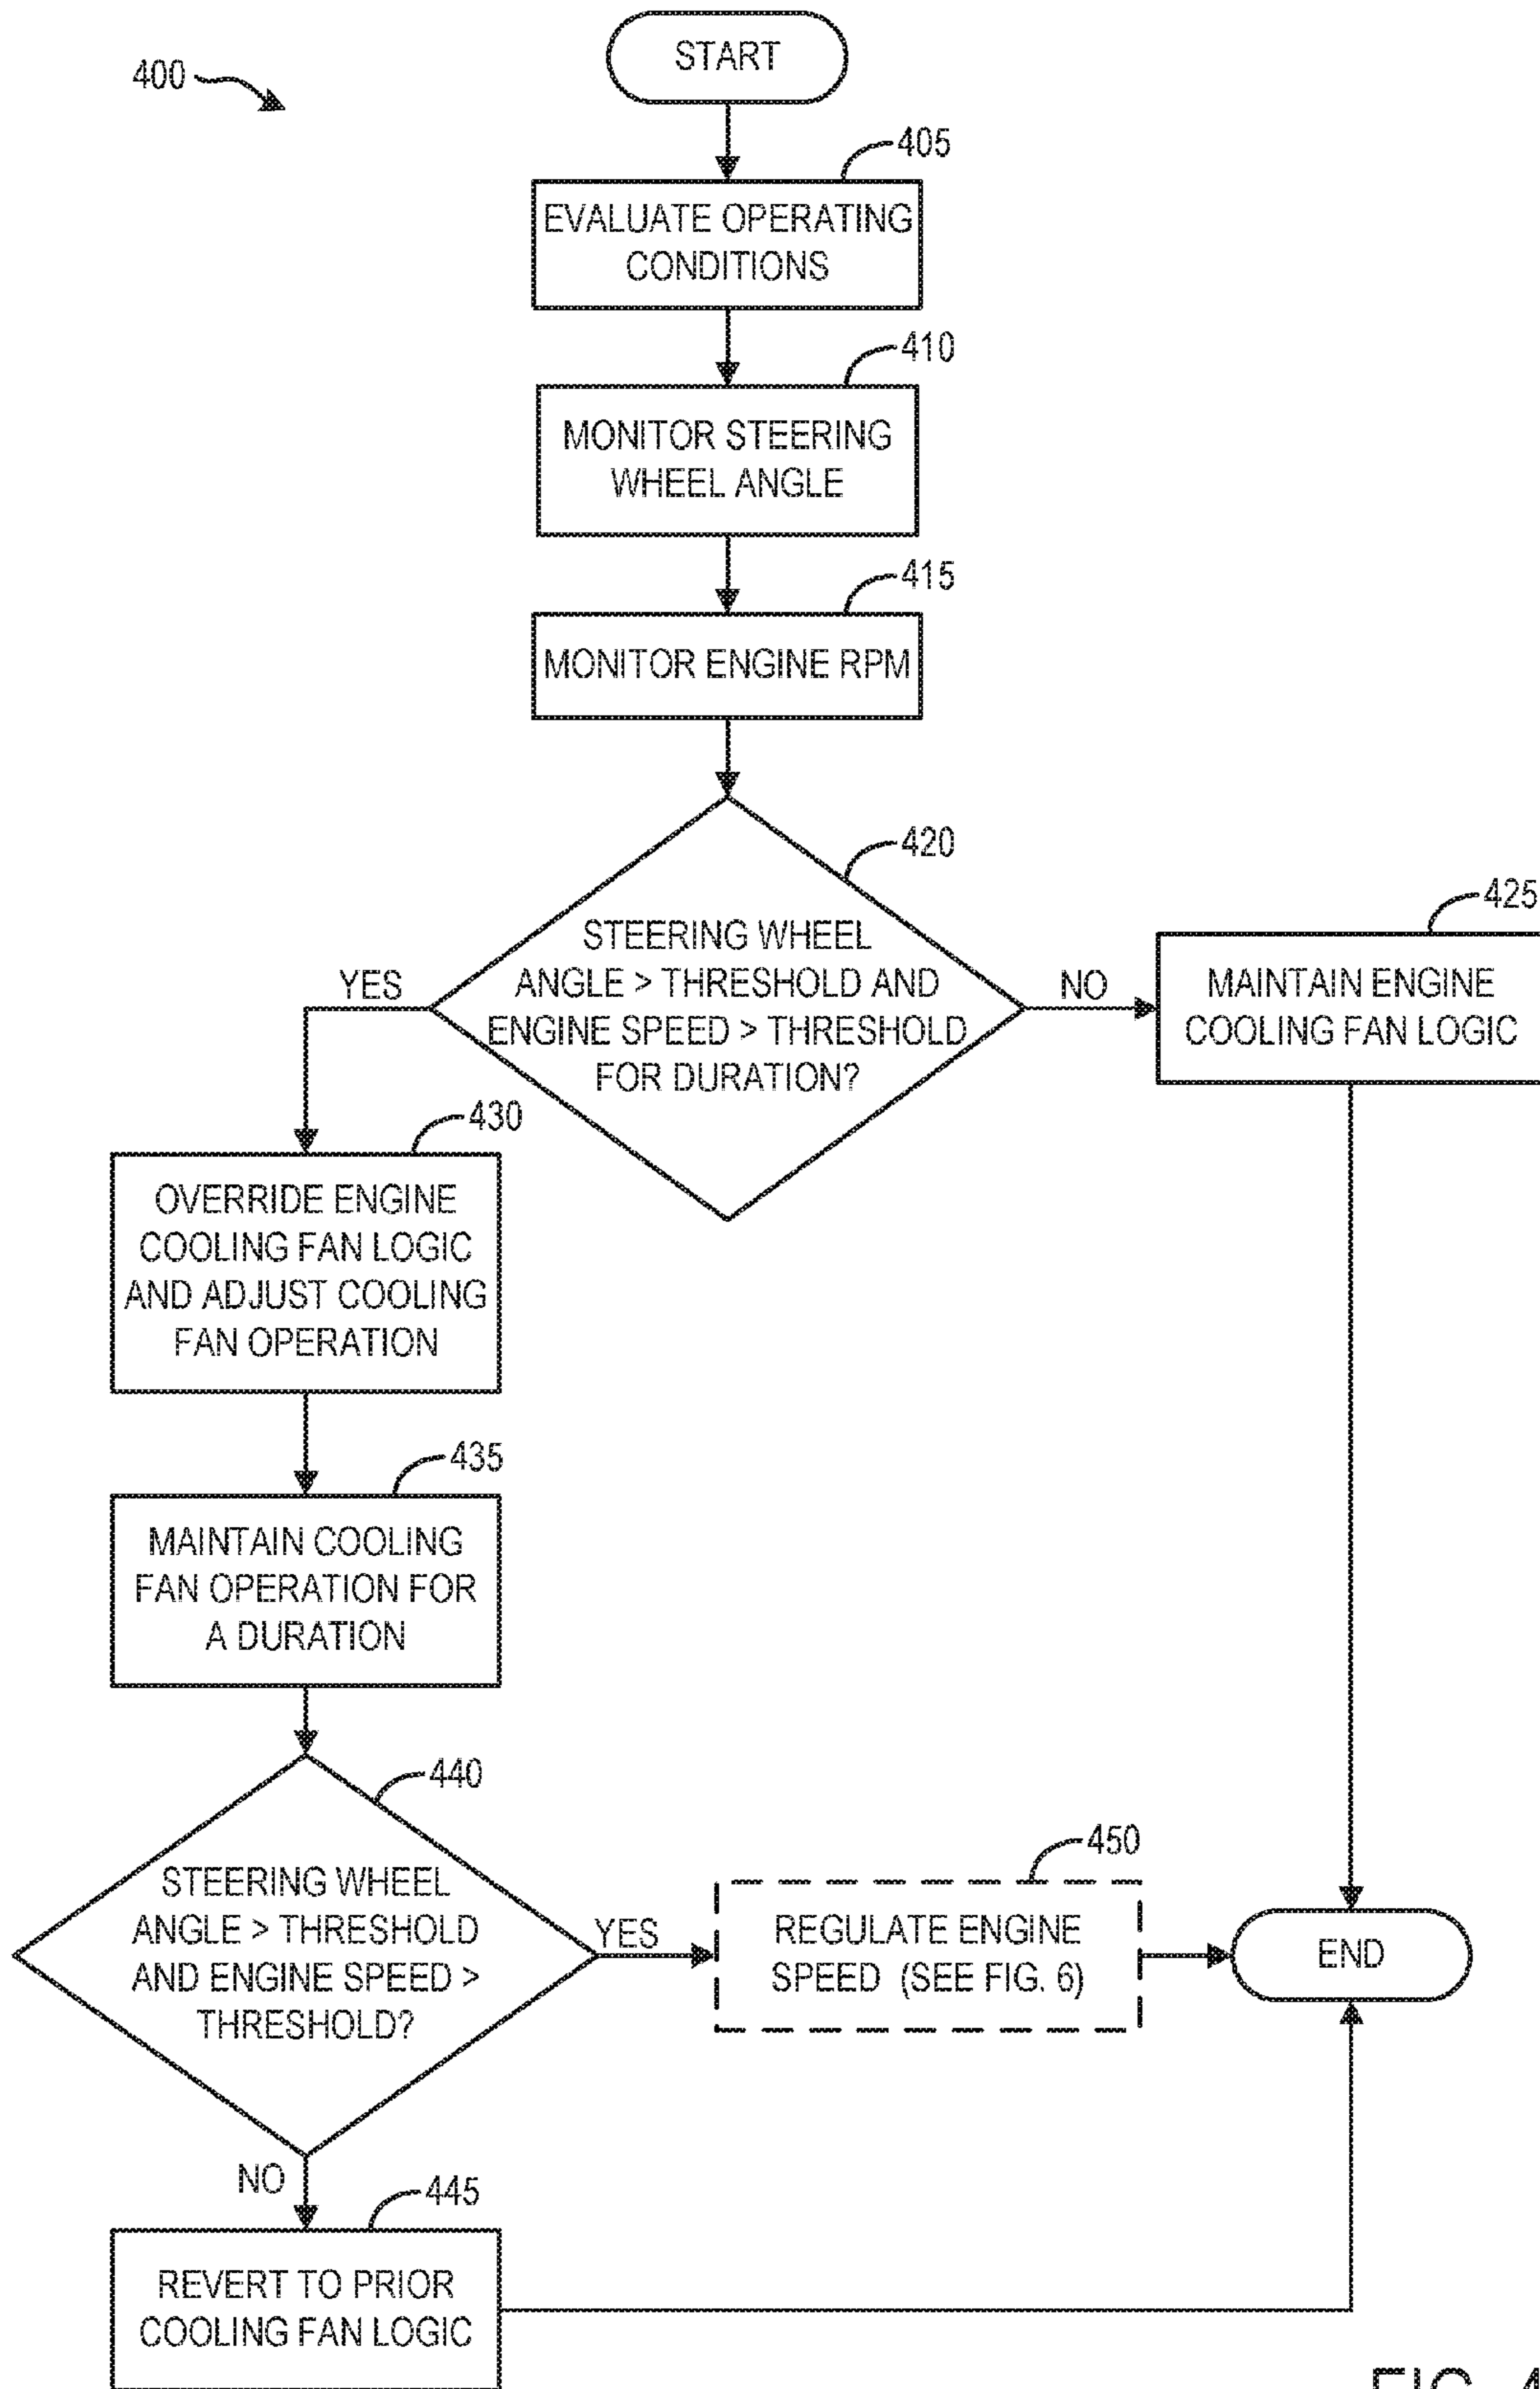 400
START
405
EVALUATE OPERATING
CONDITIONS
410
MONITOR STEERING
WHEEL ANGLE
415
MONITOR ENGINE RPM
420
STEERING WHEEL
ANGLE > THRESHOLD AND
ENGINE SPEED > THRESHOLD
FOR DURATION?
YES
NO
425
MAINTAIN ENGINE
COOLING FAN LOGIC
430
OVERRIDE ENGINE
COOLING FAN LOGIC
AND ADJUST COOLING
FAN OPERATION
435
MAINTAIN COOLING
FAN OPERATION FOR
A DURATION
440
STEERING WHEEL
ANGLE > THRESHOLD
AND ENGINE SPEED >
THRESHOLD?
YES
450
REGULATE ENGINE
SPEED (SEE FIG. 6)
END
NO
445
REVERT TO PRIOR
COOLING FAN LOGIC
FIG. 4